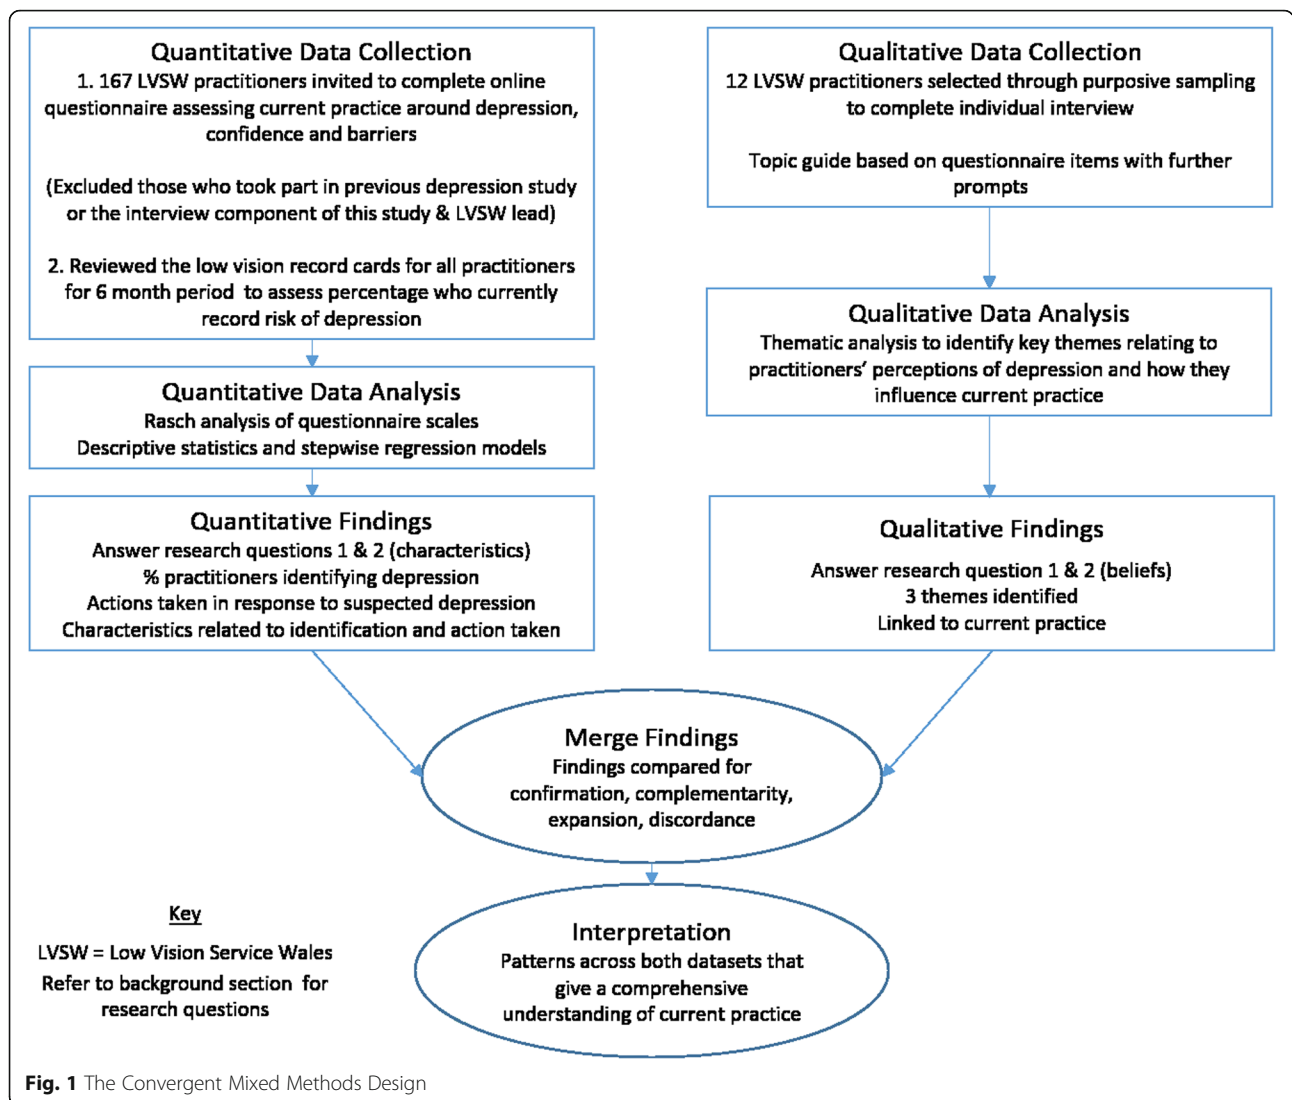 Quantitative Data Collection
1. 167 LVSW practitioners invited to complete online
questionnaire assessing current practice around depression,
confidence and barriers
(Excluded those who took part in previous depression study
or the interview component of this study & LVSW lead)
2. Reviewed the low vision record cards for all practitioners
for 6 month period to assess percentage who currently
record risk of depression
Quantitative Data Analysis
Rasch analysis of questionnaire scales
Descriptive statistics and stepwise regression models
Quantitative Findings
Answer research questions 1 & 2 (characteristics)
% practitioners identifying depression
Actions taken in response to suspected depression
Characteristics related to identification and action taken
Qualitative Data Collection
12 LVSW practitioners selected through purposive sampling
to complete individual interview
Topic guide based on questionnaire items with further
prompts
Qualitative Data Analysis
Thematic analysis to identify key themes relating to
practitioners' perceptions of depression and how they
influence current practice
Qualitative Findings
Answer research question 1 & 2 (beliefs)
3 themes identified
Linked to current practice
Merge Findings
Findings compared for
confirmation, complementarity,
expansion, discordance
Interpretation
Patterns across both datasets that
give a comprehensive
understanding of current practice
Key
LVSW = Low Vision Service Wales
Refer to background section for
research questions
Fig. 1 The Convergent Mixed Methods Design